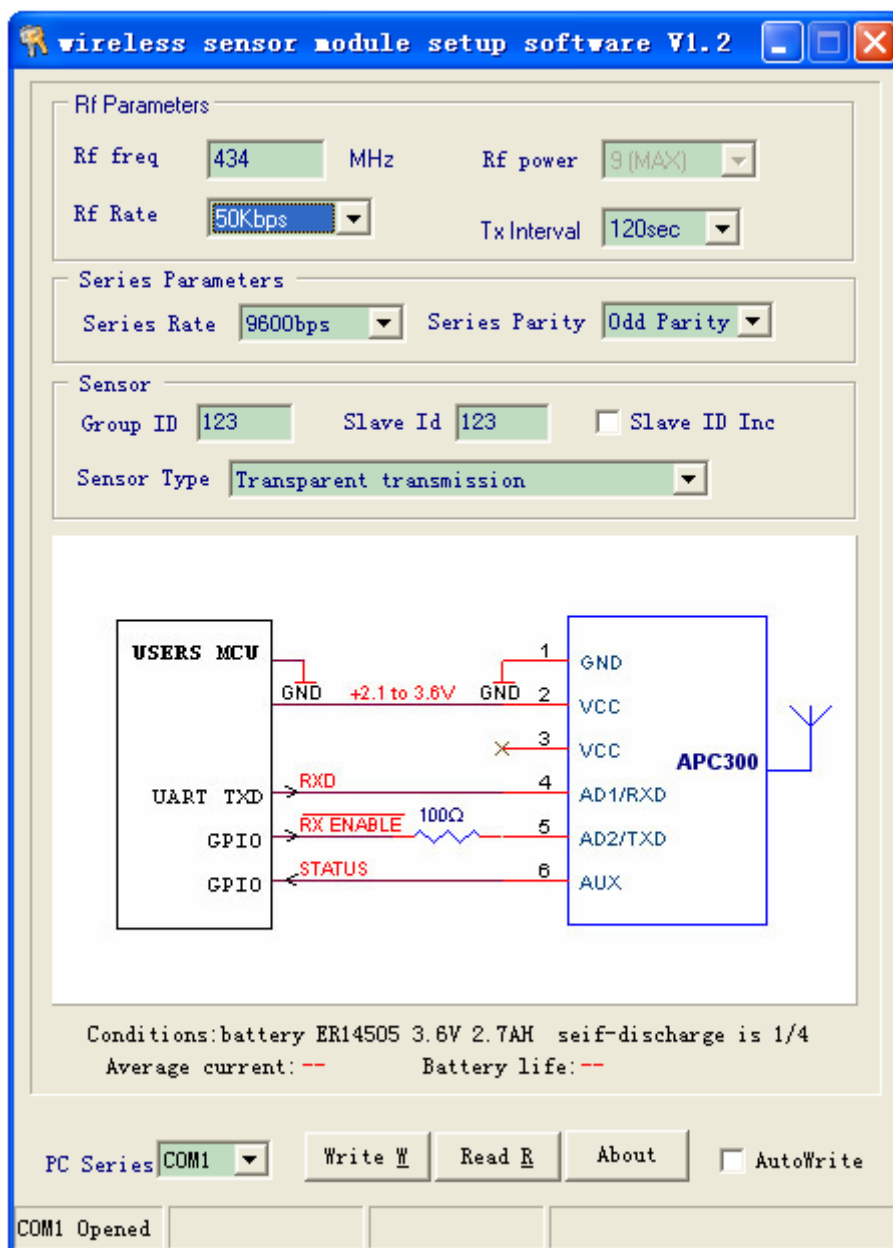 wireless sensor module setup software V1.2
Rf Parameters
Rf freq 434 MHz Rf power 9 (MAX)
Rf Rate 50Kbps Tx Interval 120sec
Series Parameters
Series Rate 9600bps Series Parity Odd Parity
Sensor
Group ID 123 Slave Id 123 Slave ID Inc
Sensor Type Transparent transmission
USERS MCU 1 GND
GND +2.1 to 3.6V GND 2 VCC
3 VCC
APC300
UART TXD RXD 4 AD1/RXD
GPIO RX ENABLE 100Ω 5 AD2/TXD
GPIO STATUS 6 AUX
Conditions:battery ER14505 3.6V 2.7AH seif-discharge is 1/4
Average current:-- Battery life:--
PC Series COM1 Write W Read R About AutoWrite
COM1 Opened